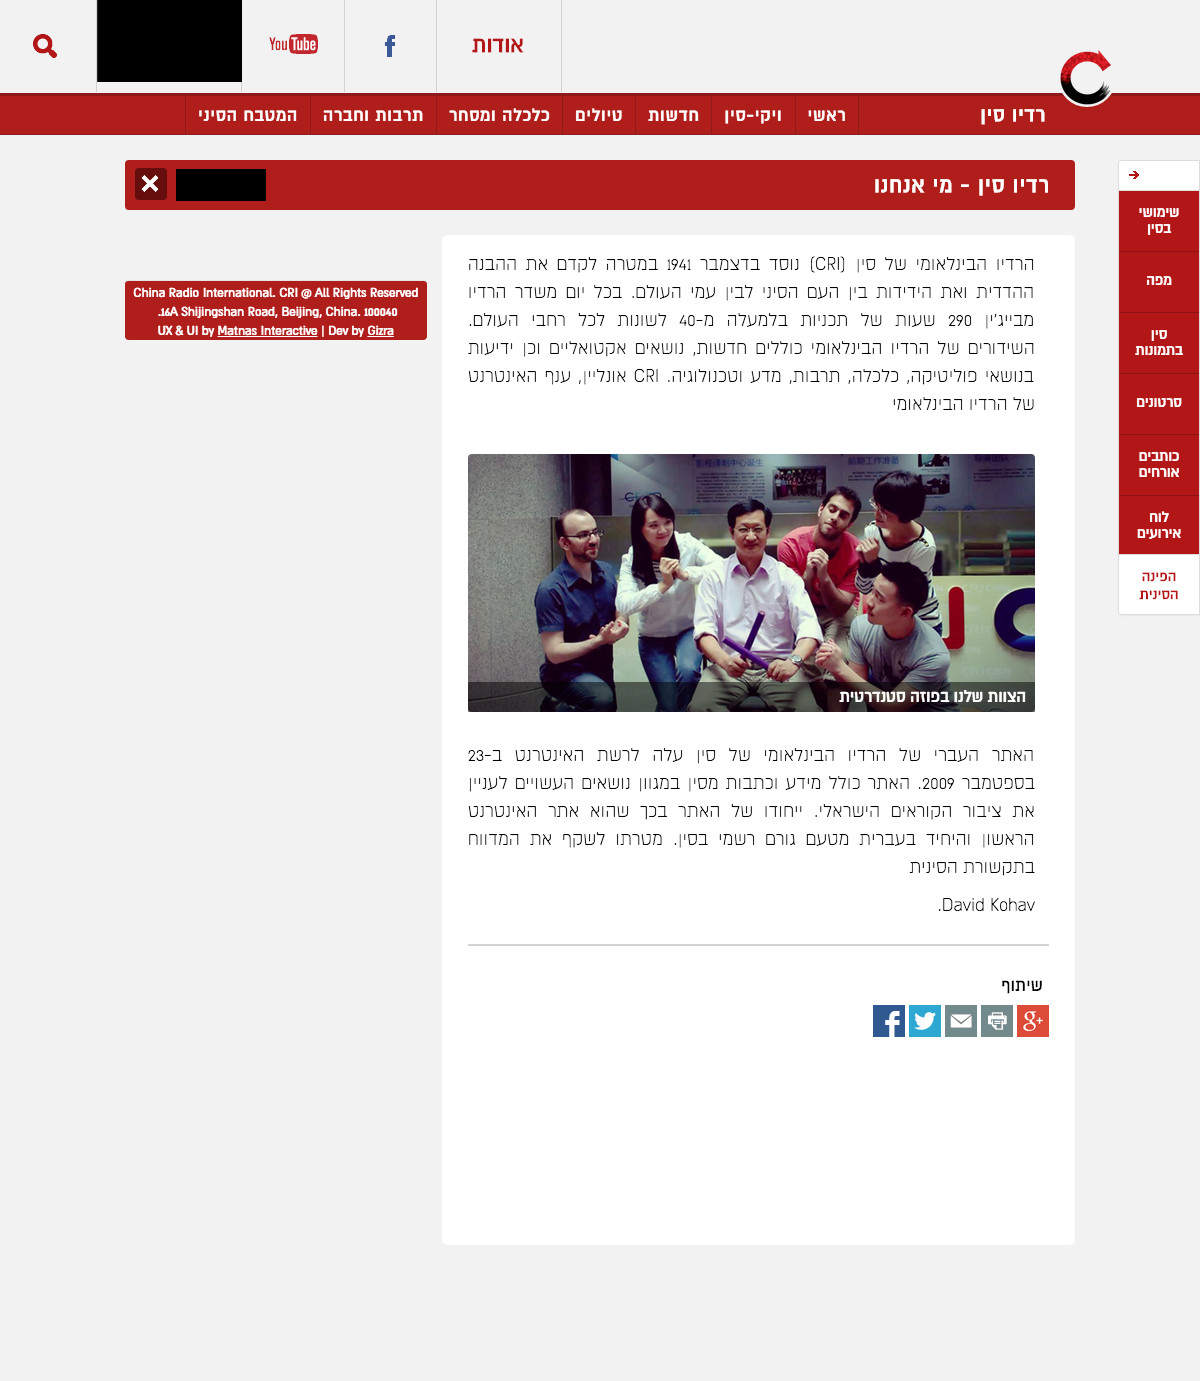 אודות
YouTube
רדיו סין
ראשי
ויקי-סין
חדשות
טיולים
כלכלה ומסחר
תרבות וחברה
המטבח הסיני
רדיו סין - מי אנחנו
שימושי
בסין
מפה
סין
בתמונות
סרטונים
כותבים
אורחים
לוח
אירועים
הפינה
הסינית
הרדיו הבינלאומי של סין (CRI) נוסד בדצמבר 1941 במטרה לקדם את ההבנה
ההדדית ואת הידידות בין העם הסיני לבין עמי העולם. בכל יום משדר הרדיו
מבייג'ין 290 שעות של תכניות בלמעלה מ-40 לשונות לכל רחבי העולם.
השידורים של הרדיו הבינלאומי כוללים חדשות, נושאים אקטואליים וכן ידיעות
בנושאי פוליטיקה, כלכלה, תרבות, מדע וטכנולוגיה. CRI אונליין, ענף האינטרנט
של הרדיו הבינלאומי
הצוות שלנו בפוזה סטנדרטית
האתר העברי של הרדיו הבינלאומי של סין עלה לרשת האינטרנט ב-23
בספטמבר 2009. האתר כולל מידע וכתבות מסין במגוון נושאים העשויים לעניין
את ציבור הקוראים הישראלי. ייחודו של האתר בכך שהוא אתר האינטרנט
הראשון והיחיד בעברית מטעם גורם רשמי בסין. מטרתו לשקף את המדווח
בתקשורת הסינית
David Kohav.
שיתוף
China Radio International. CRI @ All Rights Reserved
.16A Shijingshan Road, Beijing, China. 100040
UX & UI by Matnas Interactive | Dev by Gizra